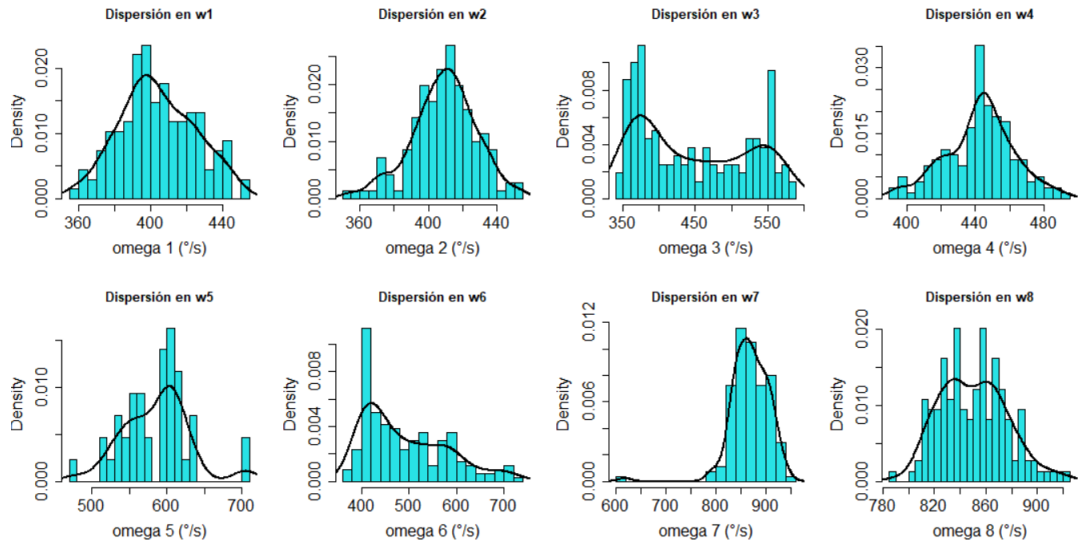 Dispersión en w1
Dispersión en w2
Dispersión en w3
Dispersión en w4
Density
0.000 0.010 0.020
360 400 440
omega 1 (°/s)
Density
0.000 0.010 0.020
360 400 440
omega 2 (°/s)
Density
0.000 0.004 0.008
350 450 550
omega 3 (°/s)
Density
0.000 0.015 0.030
400 440 480
omega 4 (°/s)
Dispersión en w5
Dispersión en w6
Dispersión en w7
Dispersión en w8
Density
0.000 0.010
500 600 700
omega 5 (°/s)
Density
0.000 0.004 0.008
400 500 600 700
omega 6 (°/s)
Density
0.000 0.006 0.012
600 700 800 900
omega 7 (°/s)
Density
0.000 0.010 0.020
780 820 860 900
omega 8 (°/s)